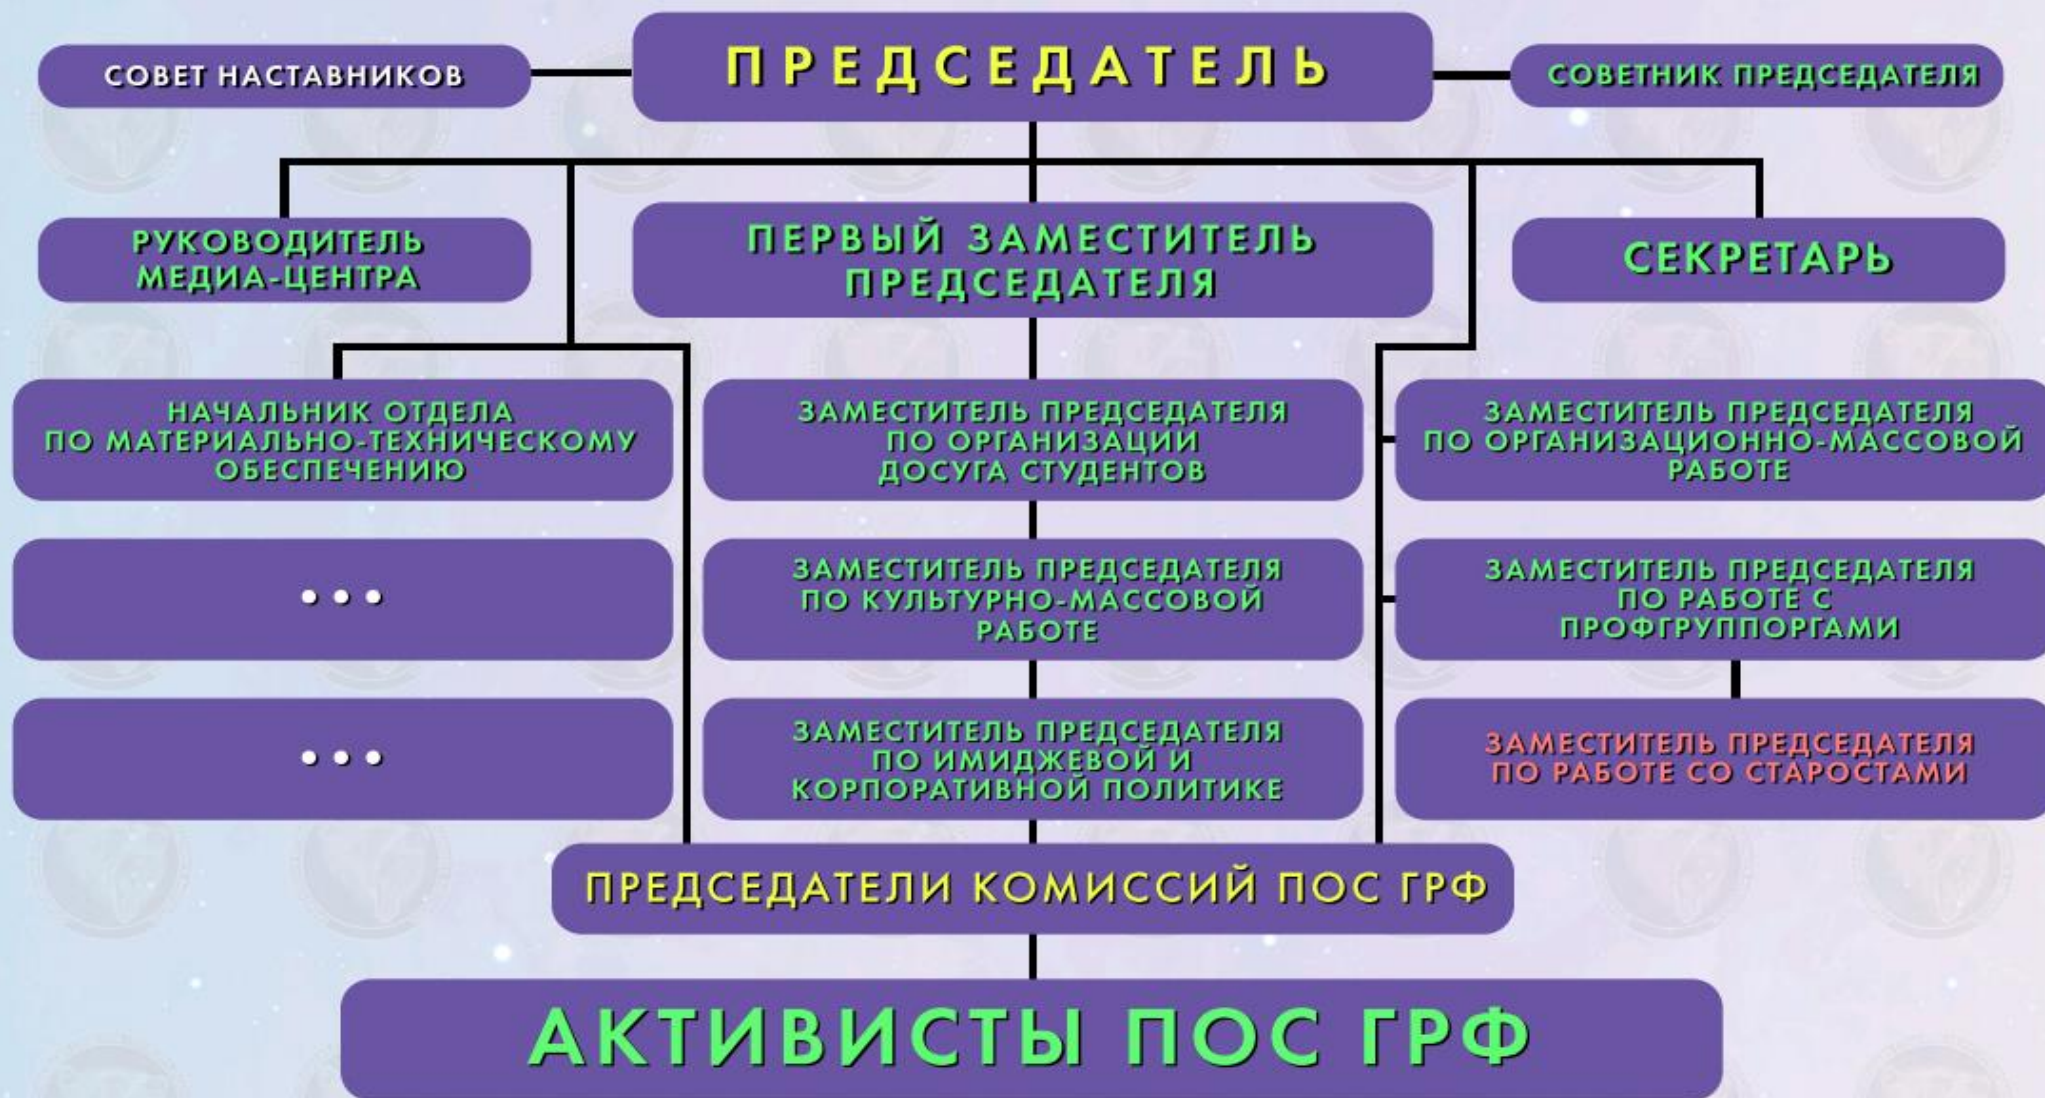 СОВЕТ НАСТАВНИКОВ
ПРЕДСЕДАТЕЛЬ
СОВЕТНИК ПРЕДСЕДАТЕЛЯ
РУКОВОДИТЕЛЬ
МЕДИА-ЦЕНТРА
ПЕРВЫЙ ЗАМЕСТИТЕЛЬ
ПРЕДСЕДАТЕЛЯ
СЕКРЕТАРЬ
НАЧАЛЬНИК ОТДЕЛА
ПО МАТЕРИАЛЬНО-ТЕХНИЧЕСКОМУ
ОБЕСПЕЧЕНИЮ
ЗАМЕСТИТЕЛЬ ПРЕДСЕДАТЕЛЯ
ПО ОРГАНИЗАЦИИ
ДОСУГА СТУДЕНТОВ
ЗАМЕСТИТЕЛЬ ПРЕДСЕДАТЕЛЯ
ПО ОРГАНИЗАЦИОННО-МАССОВОЙ
РАБОТЕ
...
ЗАМЕСТИТЕЛЬ ПРЕДСЕДАТЕЛЯ
ПО КУЛЬТУРНО-МАССОВОЙ
РАБОТЕ
ЗАМЕСТИТЕЛЬ ПРЕДСЕДАТЕЛЯ
ПО РАБОТЕ С
ПРОФГРУППОРГАМИ
...
ЗАМЕСТИТЕЛЬ ПРЕДСЕДАТЕЛЯ
ПО ИМИДЖЕВОЙ И
КОРПОРАТИВНОЙ ПОЛИТИКЕ
ЗАМЕСТИТЕЛЬ ПРЕДСЕДАТЕЛЯ
ПО РАБОТЕ СО СТАРОСТАМИ
ПРЕДСЕДАТЕЛИ КОМИССИЙ ПОС ГРФ
АКТИВИСТЫ ПОС ГРФ